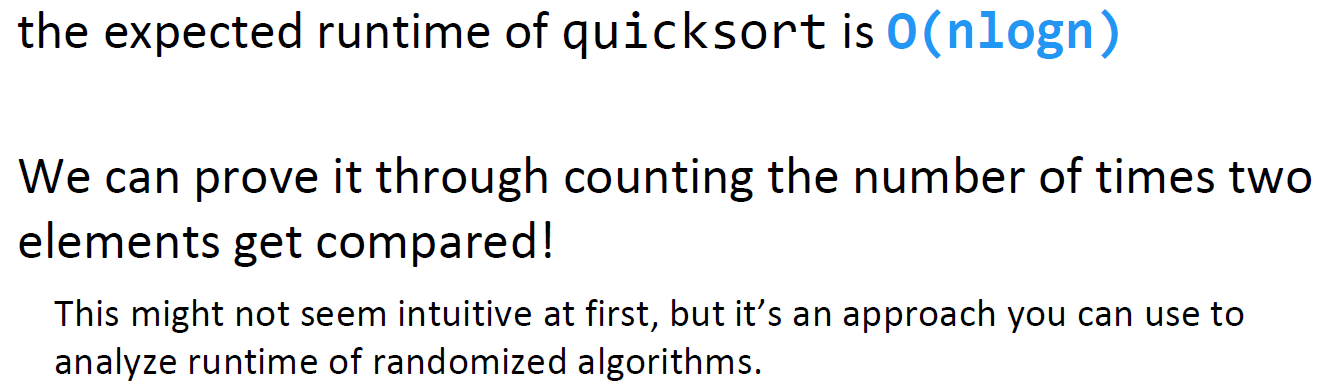 the expected runtime of quicksort is O(nlogn)
We can prove it through counting the number of times two
elements get compared!
This might not seem intuitive at first, but it’s an approach you can use to
analyze runtime of randomized algorithms.